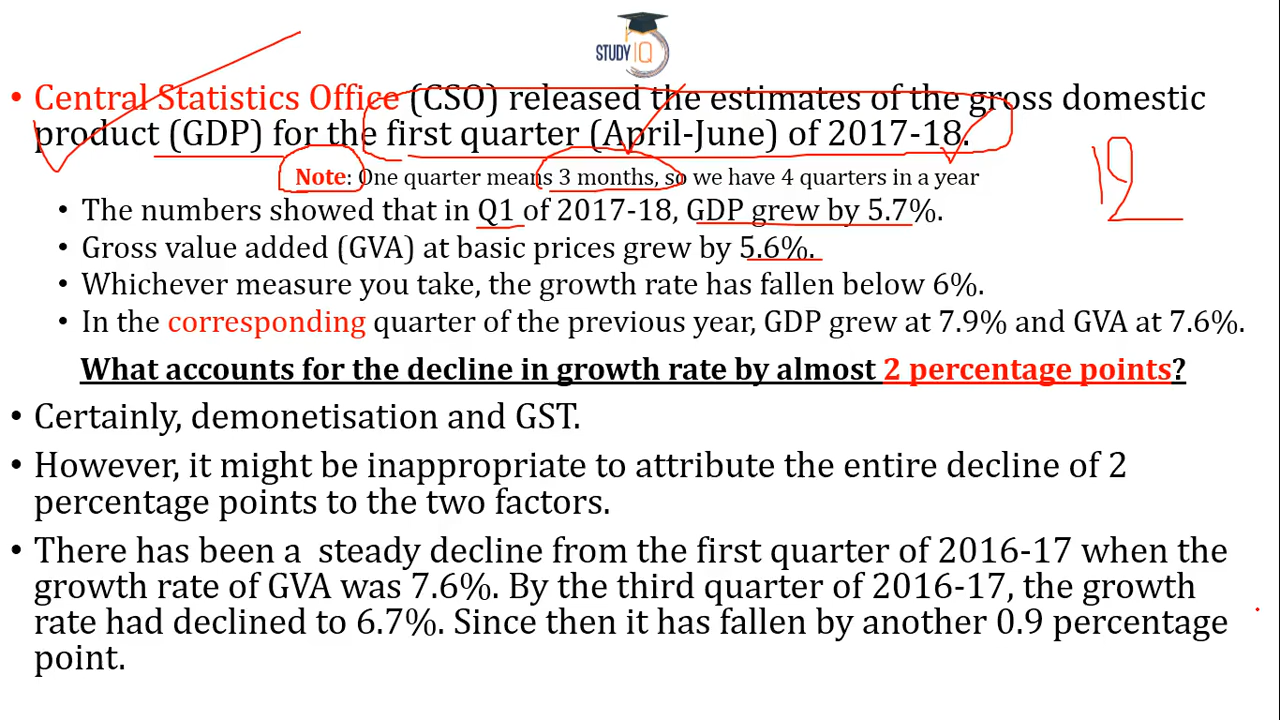 STUDY IQ
• Central Statistics Office (CSO) released the estimates of the gross domestic
product (GDP) for the first quarter (April-June) of 2017-18.
Note: One quarter means 3 months, so we have 4 quarters in a year
12
• The numbers showed that in Q1 of 2017-18, GDP grew by 5.7%.
• Gross value added (GVA) at basic prices grew by 5.6%.
• Whichever measure you take, the growth rate has fallen below 6%.
• In the corresponding quarter of the previous year, GDP grew at 7.9% and GVA at 7.6%.
What accounts for the decline in growth rate by almost 2 percentage points?
• Certainly, demonetisation and GST.
• However, it might be inappropriate to attribute the entire decline of 2
percentage points to the two factors.
• There has been a steady decline from the first quarter of 2016-17 when the
growth rate of GVA was 7.6%. By the third quarter of 2016-17, the growth
rate had declined to 6.7%. Since then it has fallen by another 0.9 percentage
point.